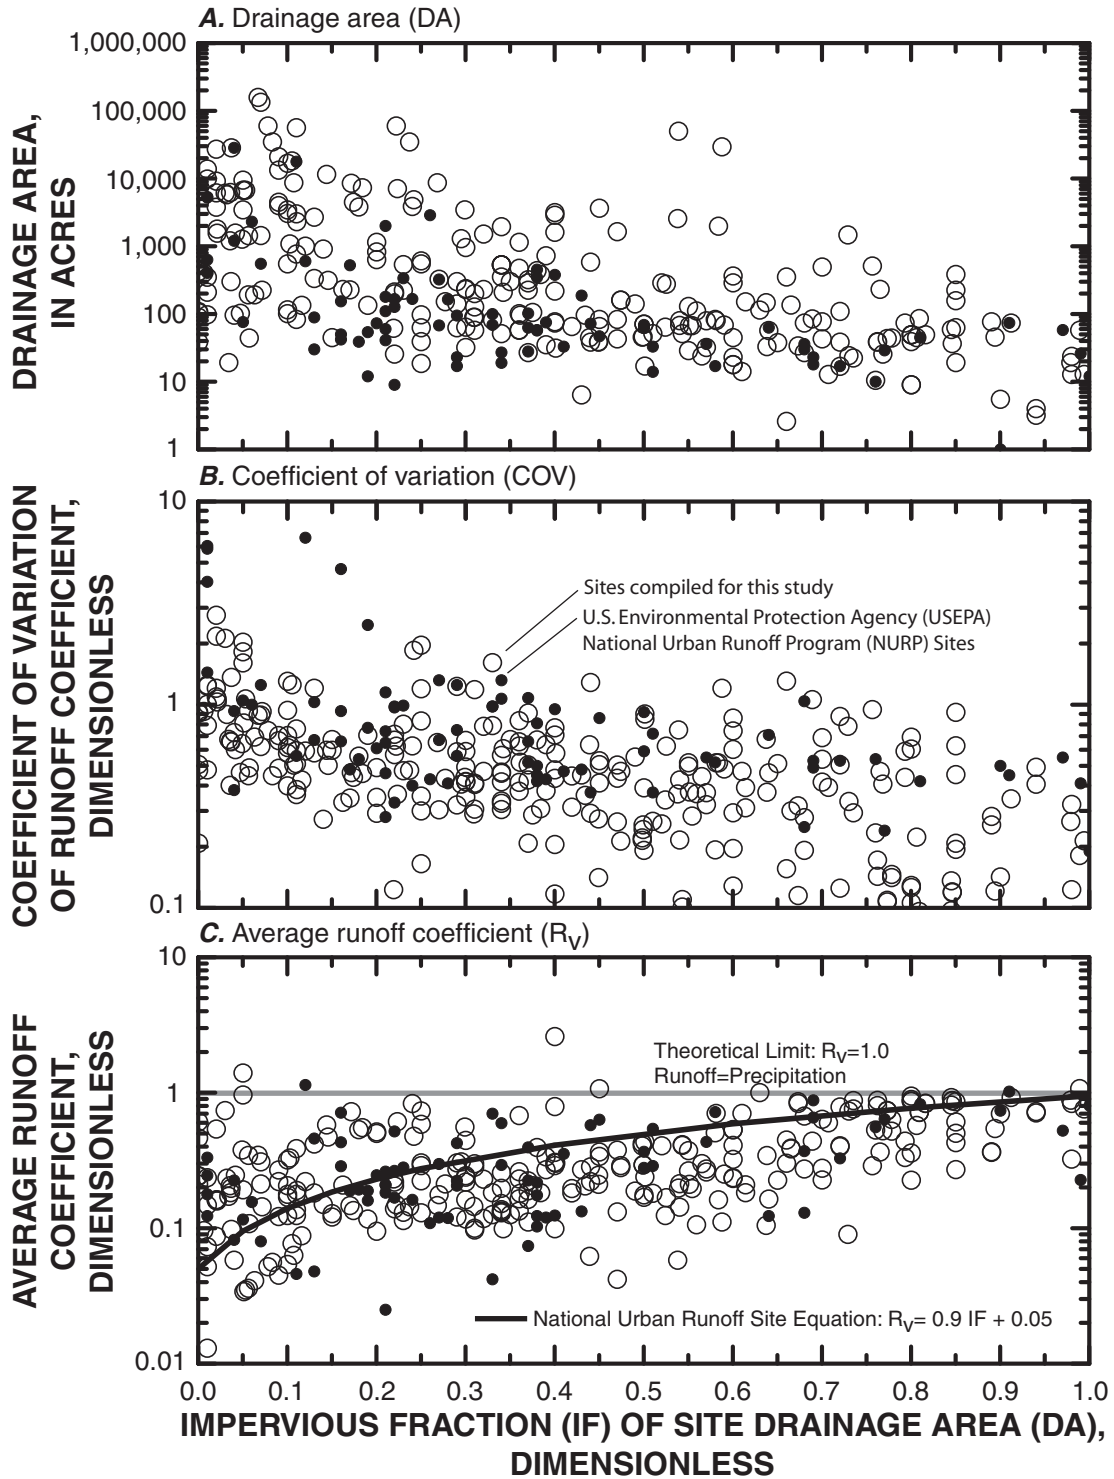 A. Drainage area (DA)
1,000,000
100,000
10,000
1,000
100
10
1
DRAINAGE AREA,
IN ACRES
B. Coefficient of variation (COV)
10
1
0.1
COEFFICIENT OF VARIATION
OF RUNOFF COEFFICIENT,
DIMENSIONLESS
Sites compiled for this study
U.S. Environmental Protection Agency (USEPA)
National Urban Runoff Program (NURP) Sites
C. Average runoff coefficient (Rv)
10
1
0.1
0.01
AVERAGE RUNOFF
COEFFICIENT,
DIMENSIONLESS
Theoretical Limit: Rv=1.0
Runoff=Precipitation
National Urban Runoff Site Equation: Rv= 0.9 IF + 0.05
0.0 0.1 0.2 0.3 0.4 0.5 0.6 0.7 0.8 0.9 1.0
IMPERVIOUS FRACTION (IF) OF SITE DRAINAGE AREA (DA),
DIMENSIONLESS